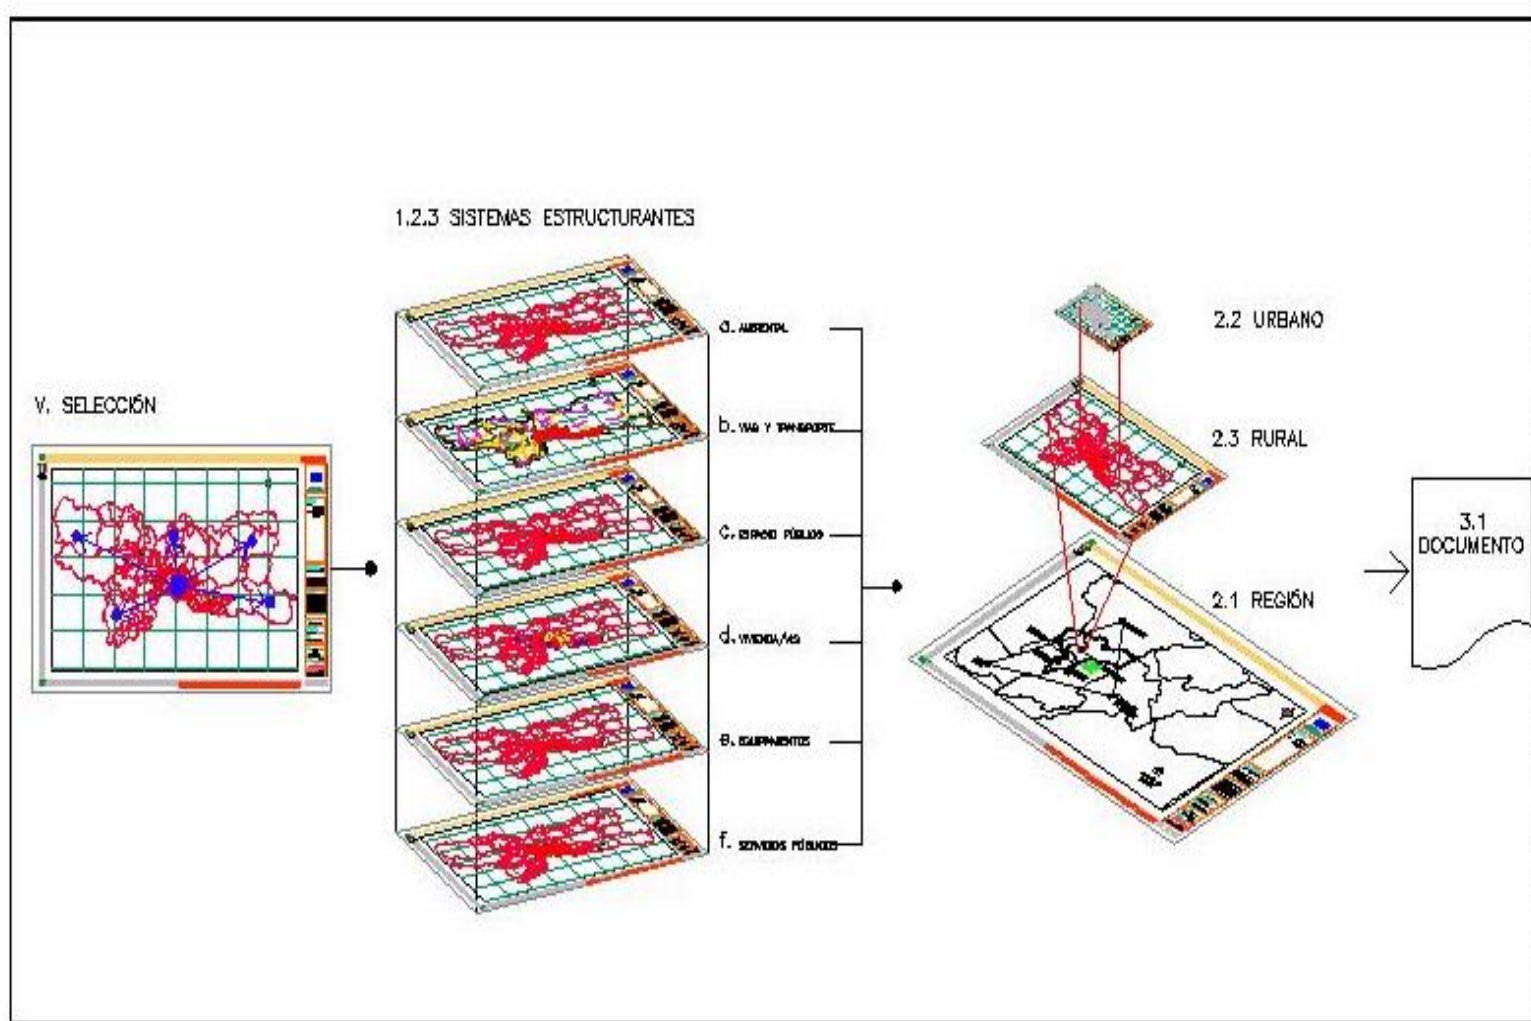 1.2.3 SISTEMAS ESTRUCTURANTES
V. SELECCIÓN
a. AMBIENTAL
b. VIAS Y TRANSPORTE
c. ESPACIO PÚBLICO
d. VIVIENDA/
e. EQUIPAMIENTOS
f. SERVICIOS PÚBLICOS
2.2 URBANO
2.3 RURAL
2.1 REGIÓN
3.1
DOCUMENTO